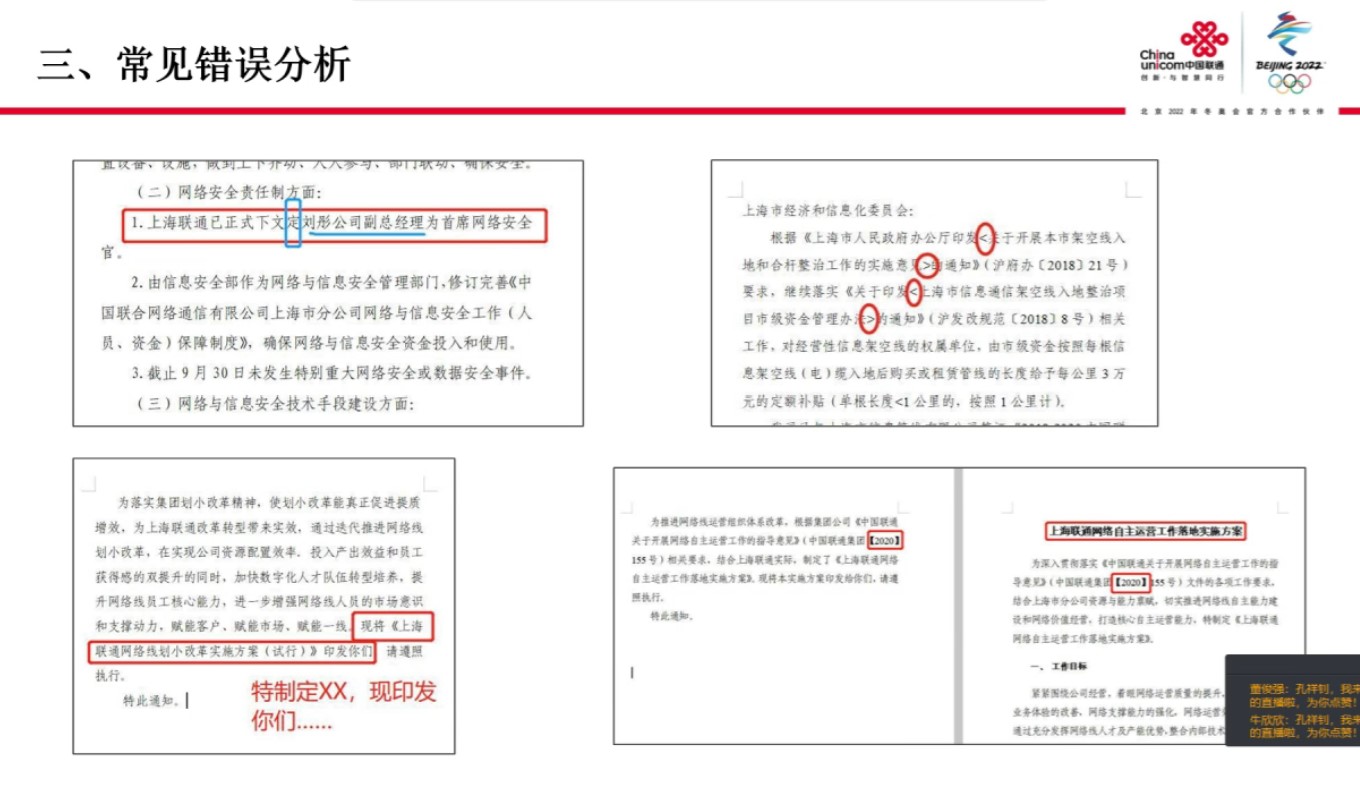 三、常见错误分析
China
unicom中国联通
创新·与智慧同行
BEIJING 2022
北京2022年冬奥会官方合作伙伴
置设备、设施，做到上下齐动、人人参与、部门联动、确保安全。
（二）网络安全责任制方面：
1.上海联通已正式下文定刘彤公司副总经理为首席网络安全
官。
2.由信息安全部作为网络与信息安全管理部门，修订完善《中
国联合网络通信有限公司上海市分公司网络与信息安全工作（人
员、资金）保障制度》，确保网络与信息安全资金投入和使用。
3.截止9月30日未发生特别重大网络安全或数据安全事件。
（三）网络与信息安全技术手段建设方面：
上海市经济和信息化委员会：
根据《上海市人民政府办公厅印发<关于开展本市架空线入
地和合杆整治工作的实施意见>的通知》（沪府办〔2018〕21号）
要求，继续落实《关于印发<上海市信息通信架空线入地整治项
目市级资金管理办法>的通知》（沪发改规范〔2018〕8号）相关
工作，对经营性信息架空线的权属单位，由市级资金按照每根信
息架空线（电）缆入地后购买或租赁管线的长度给予每公里3万
元的定额补贴（单根长度<1公里的，按照1公里计）。
为落实集团划小改革精神，使划小改革能真正促进提质
增效，为上海联通改革转型带来实效，通过迭代推进网络线
划小改革，在实现公司资源配置效率、投入产出效益和员工
获得感的双提升的同时，加快数字化人才队伍转型培养，提
升网络线员工核心能力，进一步增强网络线人员的市场意识
和支撑动力，赋能客户、赋能市场、赋能一线。现将《上海
联通网络线划小改革实施方案（试行）》印发你们，请遵照
执行。
特此通知。
特制定XX，现印发
你们……
为推进网络线运营组织体系改革，根据集团公司《中国联通
关于开展网络自主运营工作的指导意见》（中国联通集团【2020】
155号）相关要求，结合上海联通实际，制定了《上海联通网络
自主运营工作落地实施方案》。现将本实施方案印发给你们，请遵
照执行。
特此通知。
上海联通网络自主运营工作落地实施方案
为深入贯彻落实《中国联通关于开展网络自主运营工作的指
导意见》（中国联通集团【2020】155号）文件的各项工作要求，
结合上海市分公司资源与能力禀赋，切实推进网络线自主能力建
设和网络价值经营，打造核心自主运营能力，特制定《上海联通
网络自主运营工作落地实施方案》。
一、工作目标
紧紧围绕公司经营，着眼网络运营质量的提升，
业务体验的改善，网络支撑能力的强化，网络运营
通过充分发挥网络线人才及产能优势，整合内部技术
董俊强：孔祥钊，我来
的直播啦，为你点赞！
牛欣欣：孔祥钊，我来
的直播啦，为你点赞！